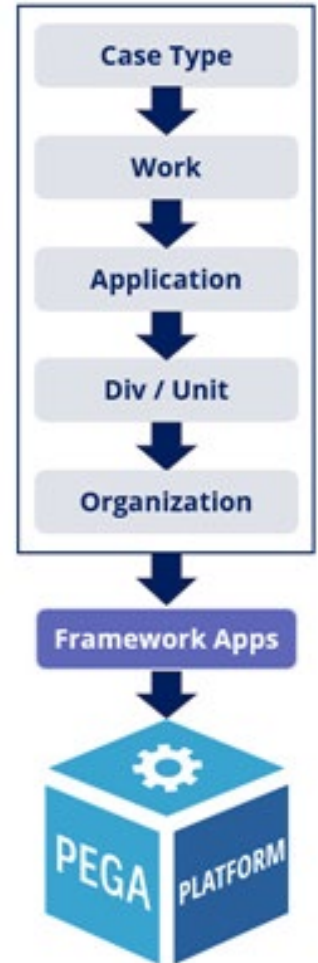 Case Type
Work
Application
Div / Unit
Organization
Framework Apps
PEGA
PLATFORM